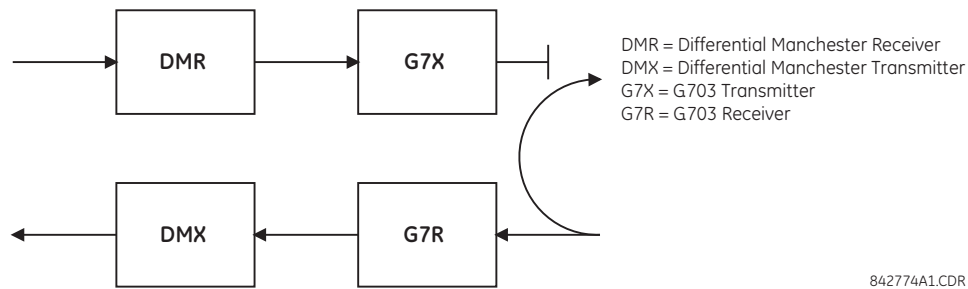 DMR
G7X
DMR = Differential Manchester Receiver
DMX = Differential Manchester Transmitter
G7X = G703 Transmitter
G7R = G703 Receiver
DMX
G7R
842774A1.CDR